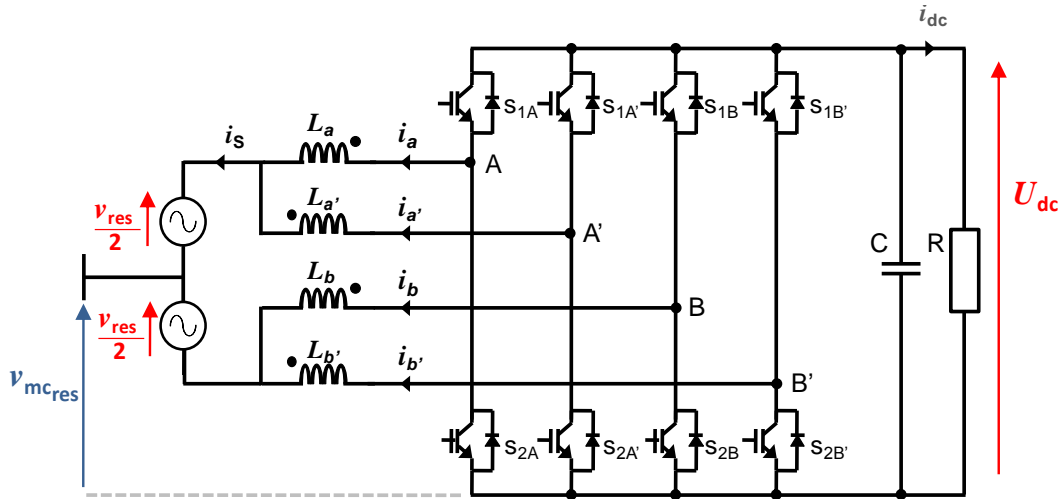 i_dc
S_1A S_1A' S_1B S_1B'
L_a
i_s i_a
A
L_a'
i_a'
v_res/2
A'
U_dc
C R
L_b
i_b
B
v_res/2
L_b'
i_b'
B'
v_mc_res
S_2A S_2A' S_2B S_2B'